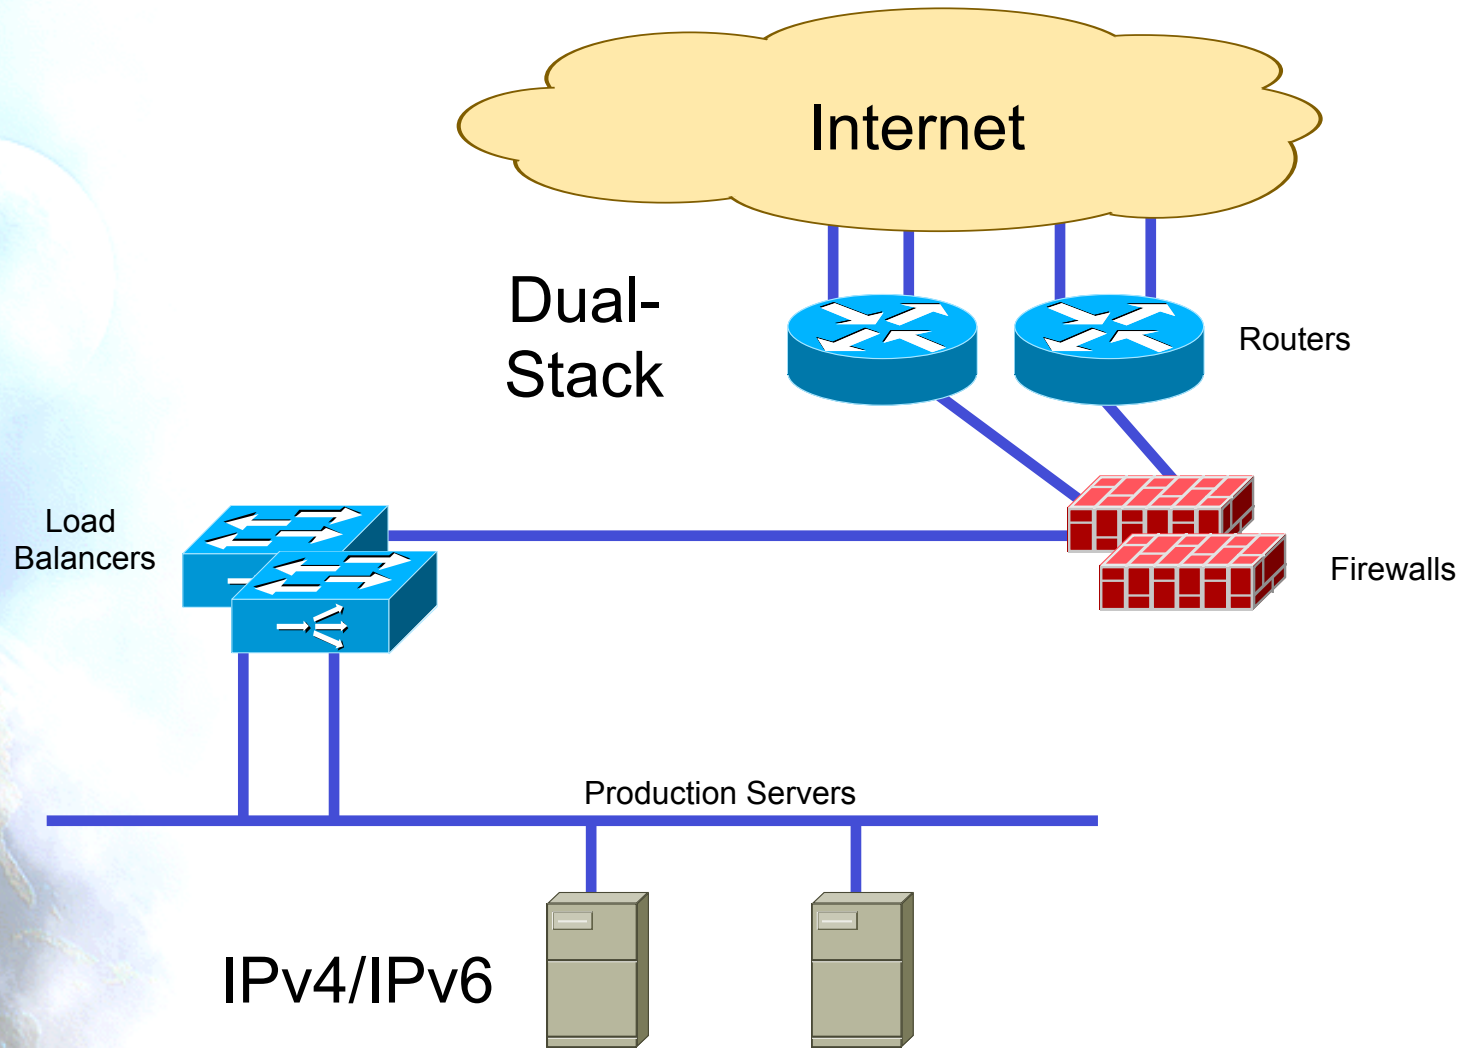 Internet
Dual-
Stack
Routers
Load
Balancers
Firewalls
Production Servers
IPv4/IPv6